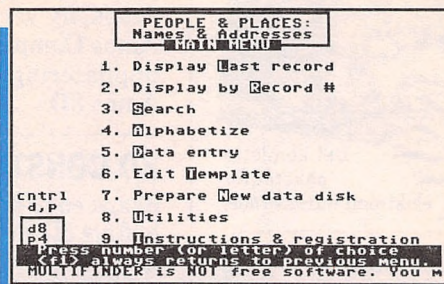 PEOPLE & PLACES:
Names & Addresses
MAIN MENU
1. Display Last record
2. Display by Record #
3. Search
4. Alphabetize
5. Data entry
6. Edit Template
7. Prepare New data disk
8. Utilities
9. Instructions & registration
cntrl
d,p
d8
p4
Press number (or letter) of choice
(f1) always returns to previous menu.
MULTIFINDER is NOT free software. You m